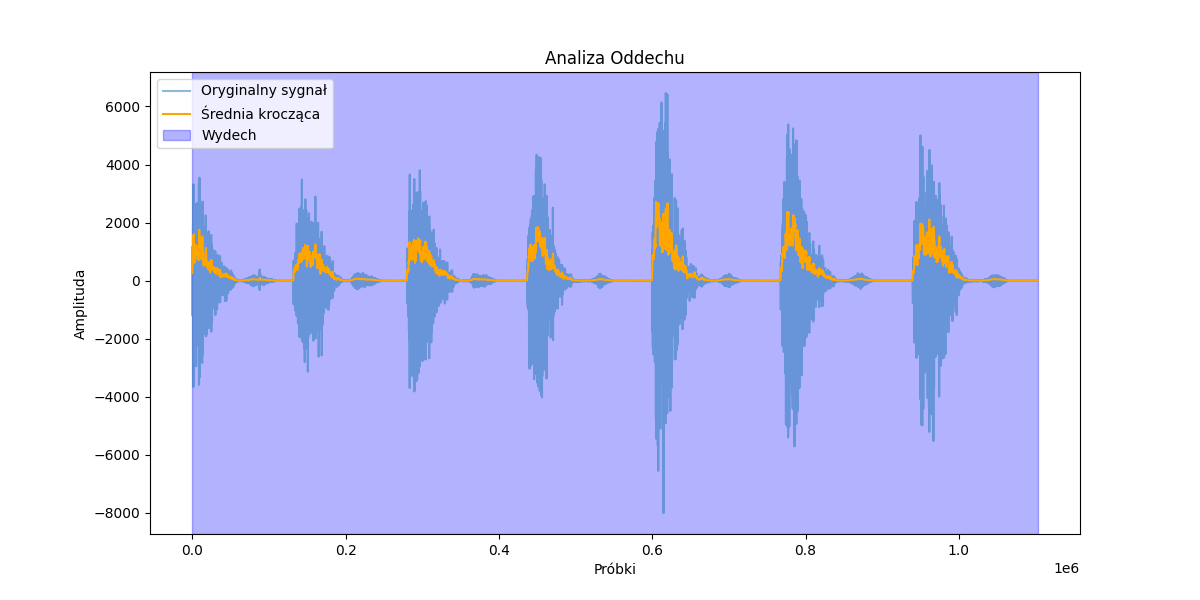 Analiza Oddechu
Oryginalny sygnał
Średnia krocząca
Wydech
Amplituda
6000
4000
2000
0
−2000
−4000
−6000
−8000
0.0 0.2 0.4 0.6 0.8 1.0
1e6
Próbki